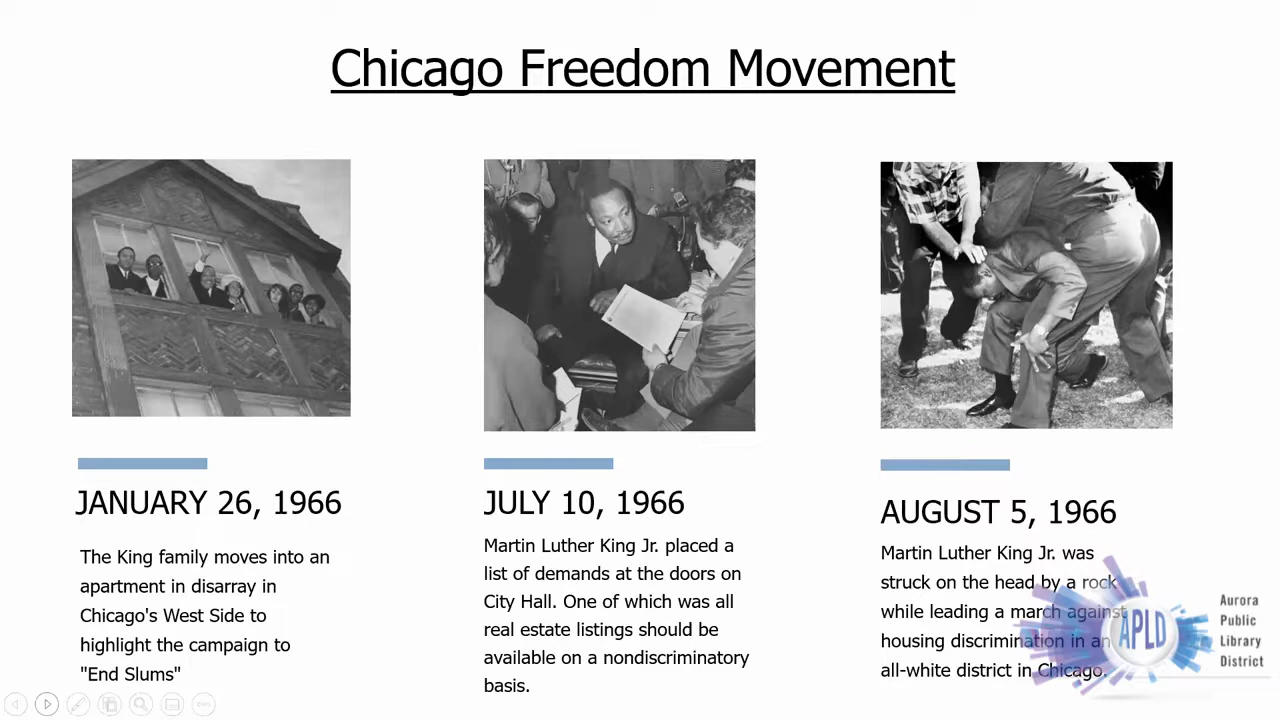 Chicago Freedom Movement
JANUARY 26, 1966
The King family moves into an
apartment in disarray in
Chicago's West Side to
highlight the campaign to
"End Slums"
JULY 10, 1966
Martin Luther King Jr. placed a
list of demands at the doors on
City Hall. One of which was all
real estate listings should be
available on a nondiscriminatory
basis.
AUGUST 5, 1966
Martin Luther King Jr. was
struck on the head by a rock
while leading a march against
housing discrimination in an
all-white district in Chicago.
APLD
Aurora
Public
Library
District